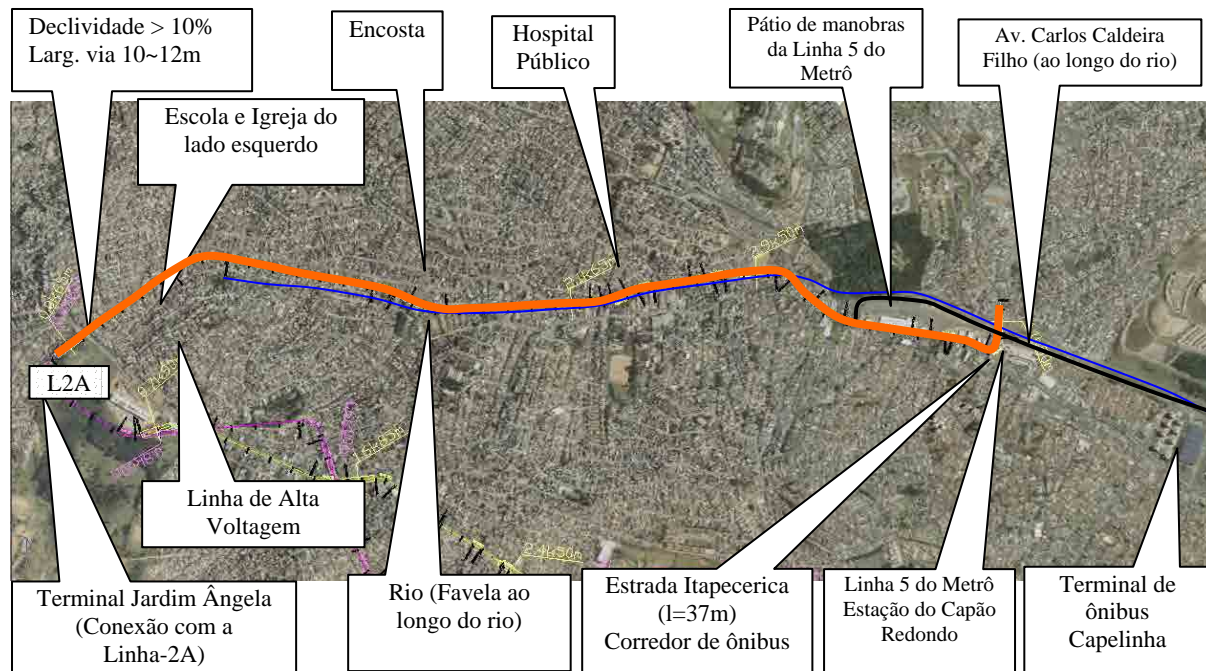 Declividade > 10%
Larg. via 10~12m
Encosta
Hospital
Público
Pátio de manobras
da Linha 5 do
Metrô
Av. Carlos Caldeira
Filho (ao longo do rio)
Escola e Igreja do
lado esquerdo
L2A
Linha de Alta
Voltagem
Terminal Jardim Ângela
(Conexão com a
Linha-2A)
Rio (Favela ao
longo do rio)
Estrada Itapecerica
(l=37m)
Corredor de ônibus
Linha 5 do Metrô
Estação do Capão
Redondo
Terminal de
ônibus
Capelinha